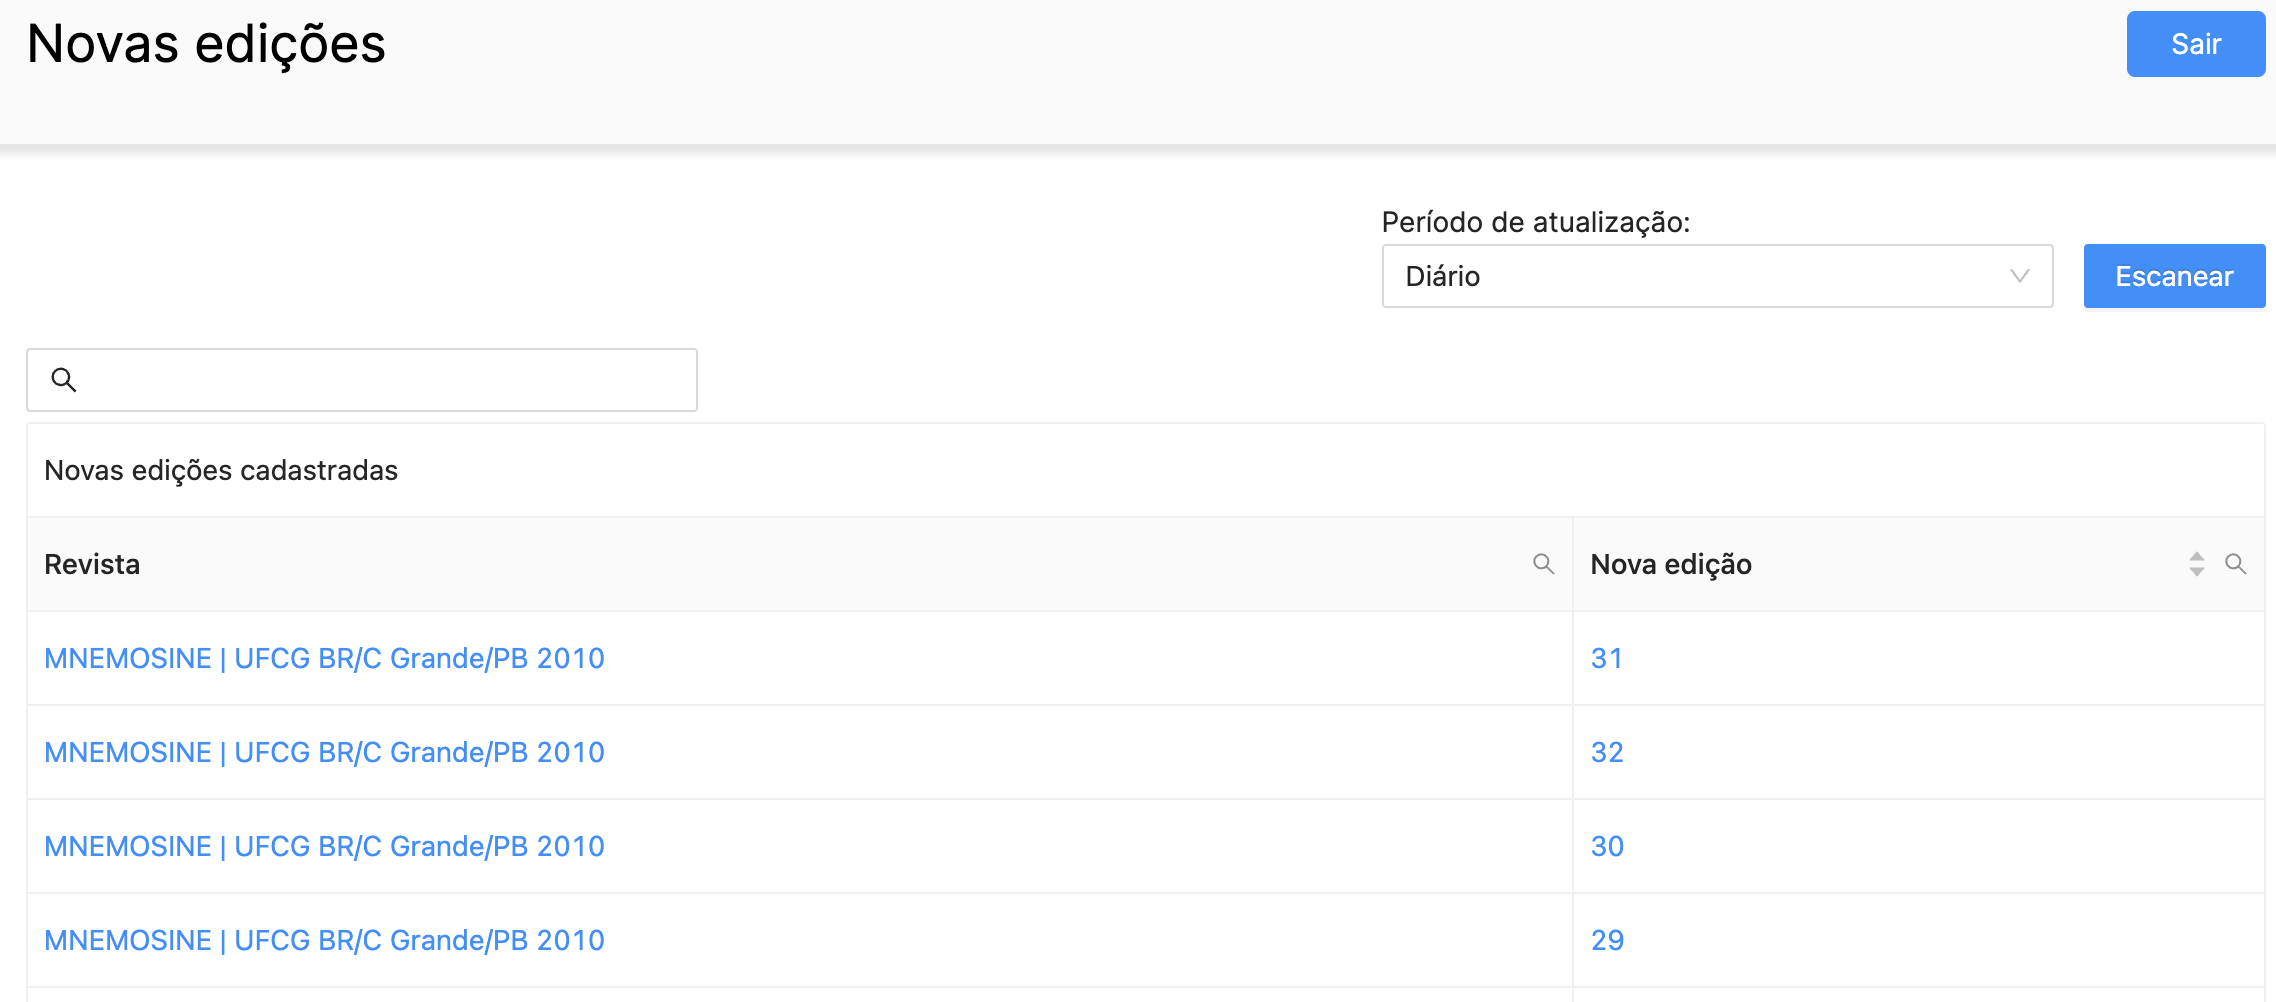 Novas edições
Sair
Período de atualização:
Diário
Escanear
Novas edições cadastradas
Revista
Nova edição
MNEMOSINE | UFCG BR/C Grande/PB 2010
31
MNEMOSINE | UFCG BR/C Grande/PB 2010
32
MNEMOSINE | UFCG BR/C Grande/PB 2010
30
MNEMOSINE | UFCG BR/C Grande/PB 2010
29